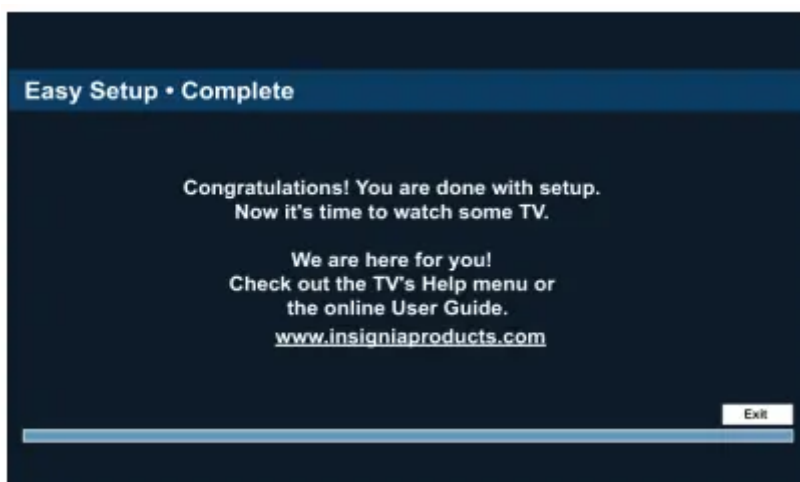 Easy Setup • Complete
Congratulations! You are done with setup.
Now it's time to watch some TV.
We are here for you!
Check out the TV's Help menu or
the online User Guide.
www.insigniaproducts.com
Exit